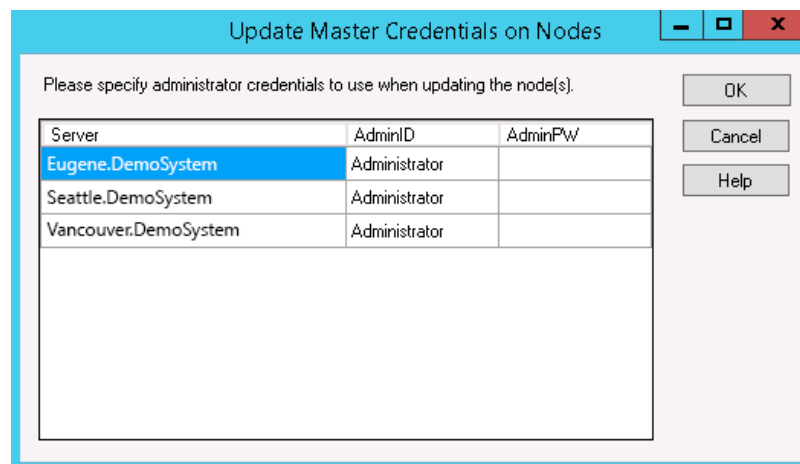 Update Master Credentials on Nodes
Please specify administrator credentials to use when updating the node(s).
OK
Cancel
Help
Server AdminID AdminPW
Eugene.DemoSystem Administrator
Seattle.DemoSystem Administrator
Vancouver.DemoSystem Administrator